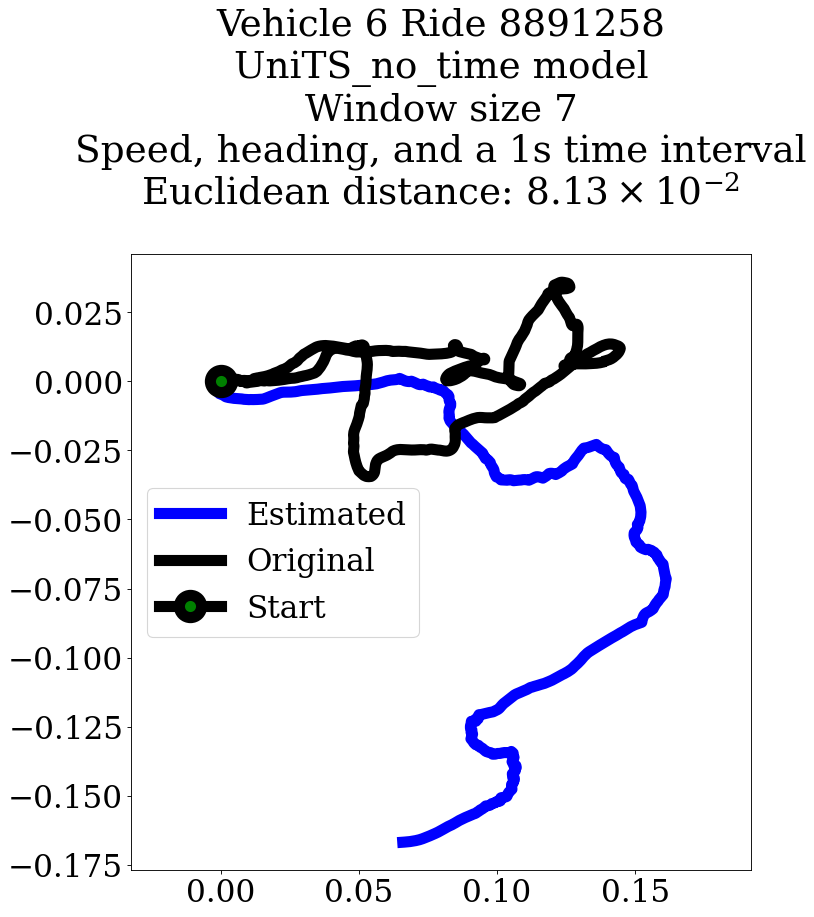 Vehicle 6 Ride 8891258
UniTS_no_time model
Window size 7
Speed, heading, and a 1s time interval
Euclidean distance: 8.13 × 10⁻²
0.025
0.000
−0.025
−0.050
−0.075
−0.100
−0.125
−0.150
−0.175
Estimated
Original
Start
0.00 0.05 0.10 0.15